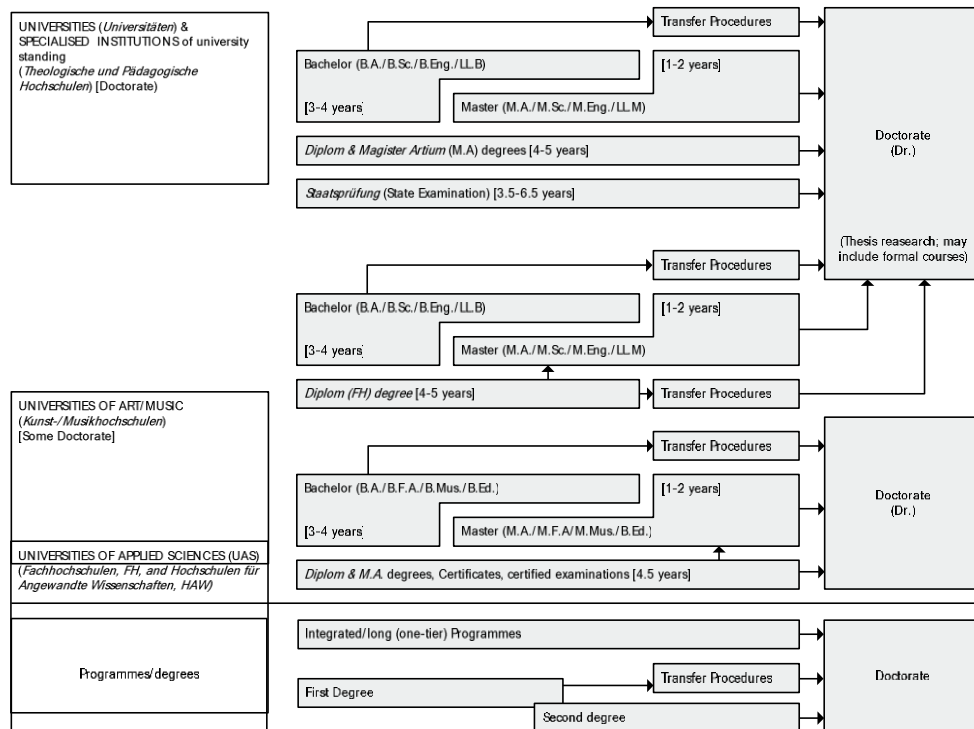 UNIVERSITIES (Universitäten) &
SPECIALISED INSTITUTIONS of university
standing
(Theologische und Pädagogische
Hochschulen) [Doctorate)
Transfer Procedures
Bachelor (B.A./B.Sc./B.Eng./LL.B)
[1-2 years]
[3-4 years]
Master (M.A./M.Sc./M.Eng./LL.M)
Diplom & Magister Artium (M.A) degrees [4-5 years]
Staatsprüfung (State Examination) [3.5-6.5 years]
Doctorate
(Dr.)
(Thesis reasearch; may
include formal courses)
Transfer Procedures
Bachelor (B.A./B.Sc./B.Eng./LL.B)
[1-2 years]
[3-4 years]
Master (M.A./M.Sc./M.Eng./LL.M)
Diplom (FH) degree [4-5 years]
Transfer Procedures
UNIVERSITIES OF ART/MUSIC
(Kunst-/Musikhochschulen)
[Some Doctorate]
Transfer Procedures
Bachelor (B.A./B.F.A./B.Mus./B.Ed.)
[1-2 years]
[3-4 years]
Master (M.A./M.F.A/M.Mus./B.Ed.)
Doctorate
(Dr.)
UNIVERSITIES OF APPLIED SCIENCES (UAS)
(Fachhochschulen, FH, and Hochschulen für
Angewandte Wissenschaften, HAW)
Diplom & M.A. degrees, Certificates, certified examinations [4.5 years]
Programmes/degrees
Integrated/long (one-tier) Programmes
Transfer Procedures
First Degree
Second degree
Doctorate